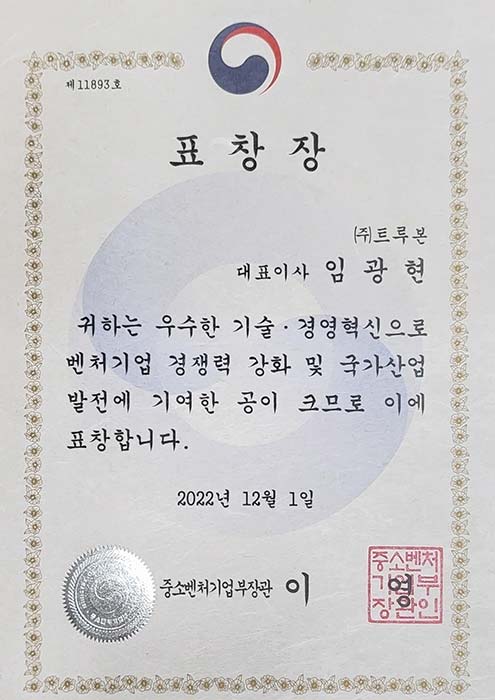 제11893호
표창장
(주)트루본
대표이사 임광현
귀하는 우수한 기술·경영혁신으로
벤처기업 경쟁력 강화 및 국가산업
발전에 기여한 공이 크므로 이에
표창합니다.
2022년 12월 1일
중소벤처기업부장관 이 영
중소벤처
기업부
장관인